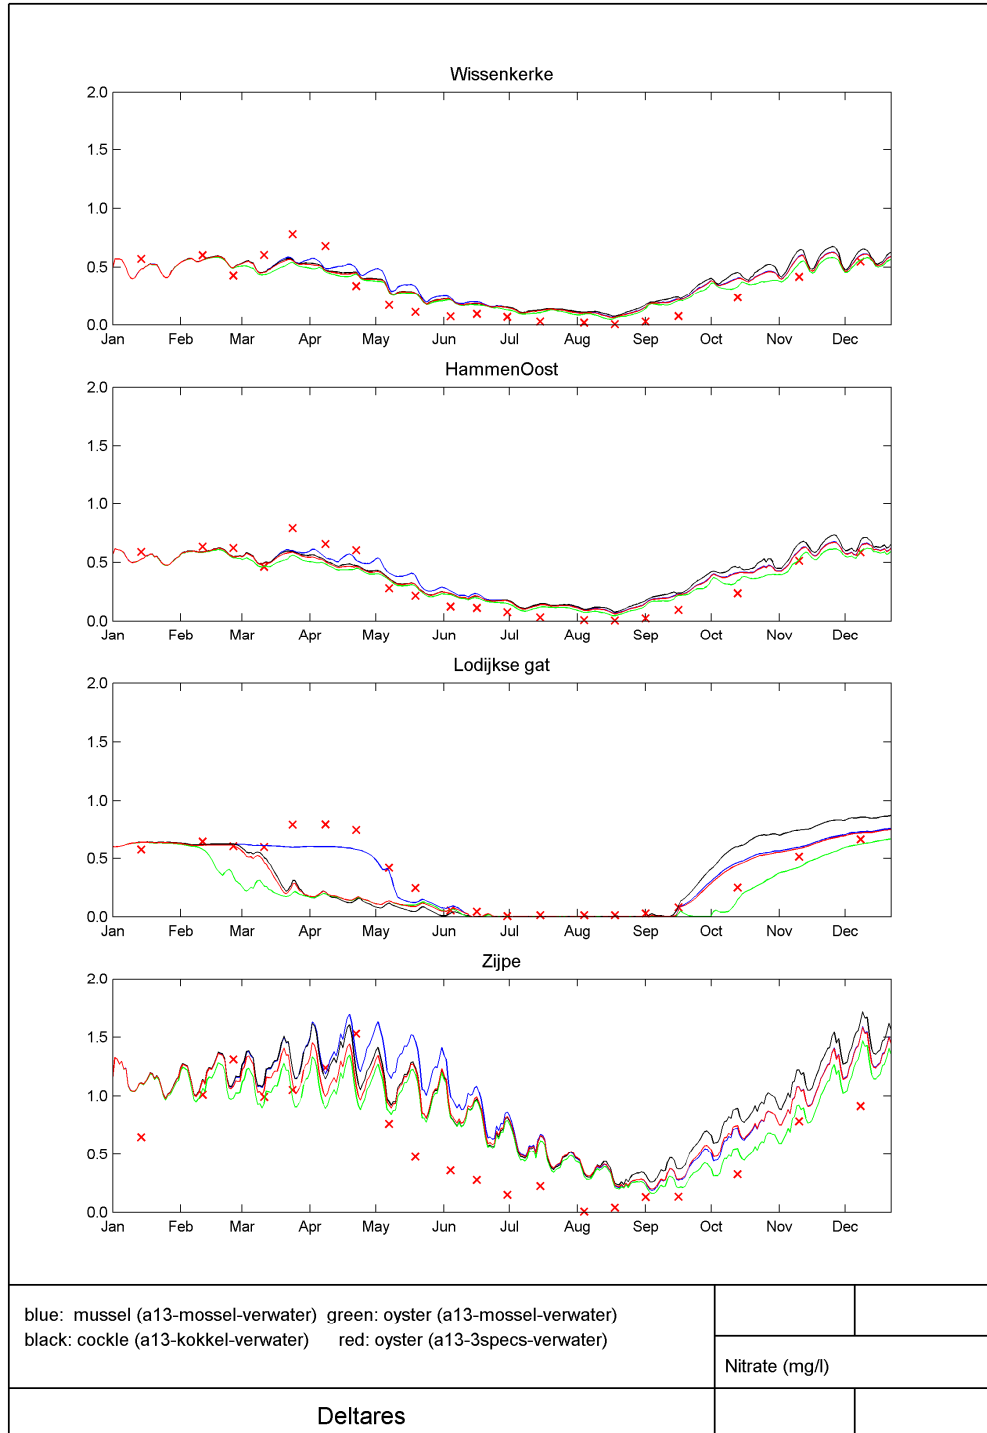 Wissenkerke
2.0
1.5
1.0
0.5
0.0
Jan Feb Mar Apr May Jun Jul Aug Sep Oct Nov Dec
HammenOost
2.0
1.5
1.0
0.5
0.0
Jan Feb Mar Apr May Jun Jul Aug Sep Oct Nov Dec
Lodijkse gat
2.0
1.5
1.0
0.5
0.0
Jan Feb Mar Apr May Jun Jul Aug Sep Oct Nov Dec
Zijpe
2.0
1.5
1.0
0.5
0.0
Jan Feb Mar Apr May Jun Jul Aug Sep Oct Nov Dec
blue: mussel (a13-mossel-verwater) green: oyster (a13-mossel-verwater)
black: cockle (a13-kokkel-verwater) red: oyster (a13-3specs-verwater)
Nitrate (mg/l)
Deltares